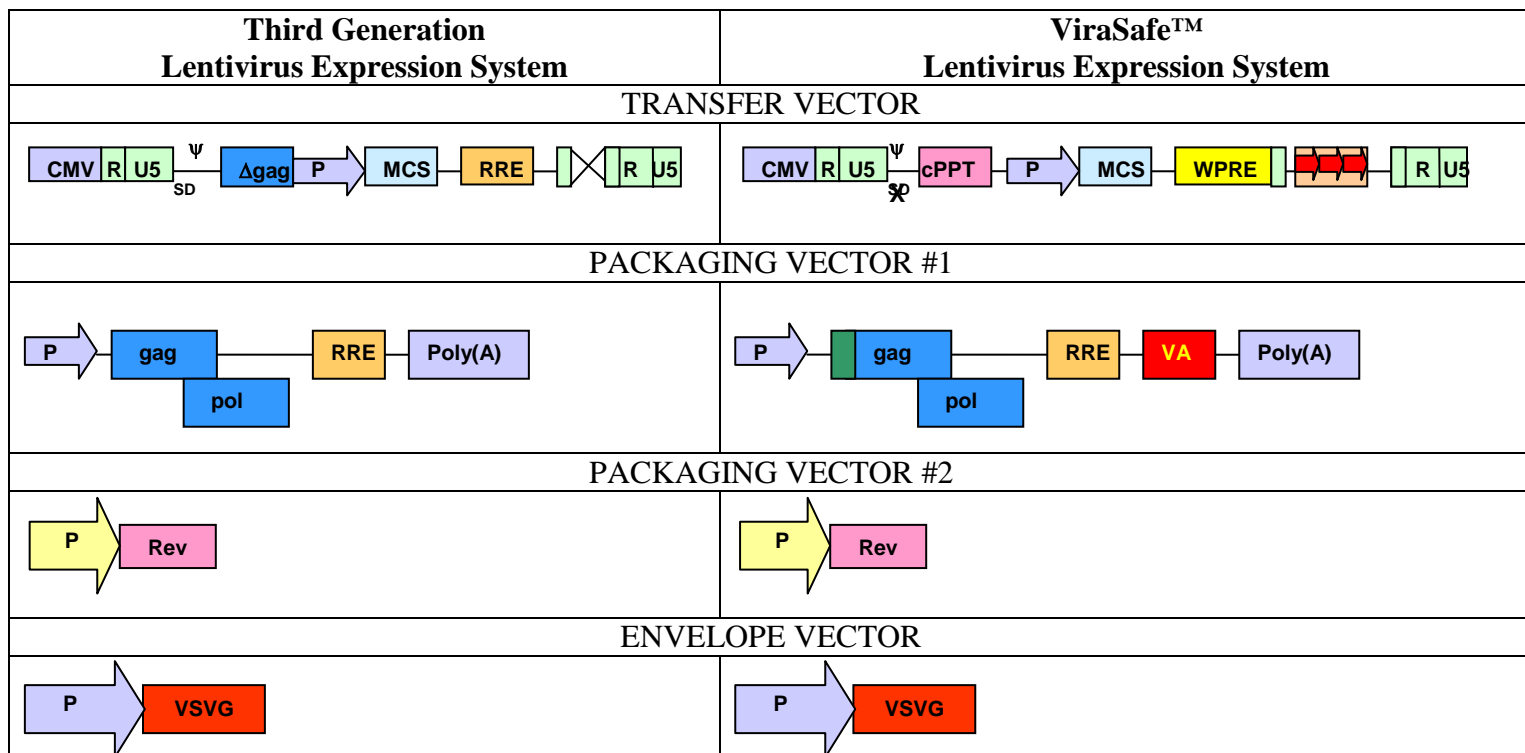 Third Generation
Lentivirus Expression System
ViraSafe™
Lentivirus Expression System
TRANSFER VECTOR
CMV R U5 ψ SD Δgag P MCS RRE R U5
CMV R U5 ψ SD X cPPT P MCS WPRE R U5
PACKAGING VECTOR #1
P gag RRE Poly(A)
pol
P gag RRE VA Poly(A)
pol
PACKAGING VECTOR #2
P Rev
P Rev
ENVELOPE VECTOR
P VSVG
P VSVG